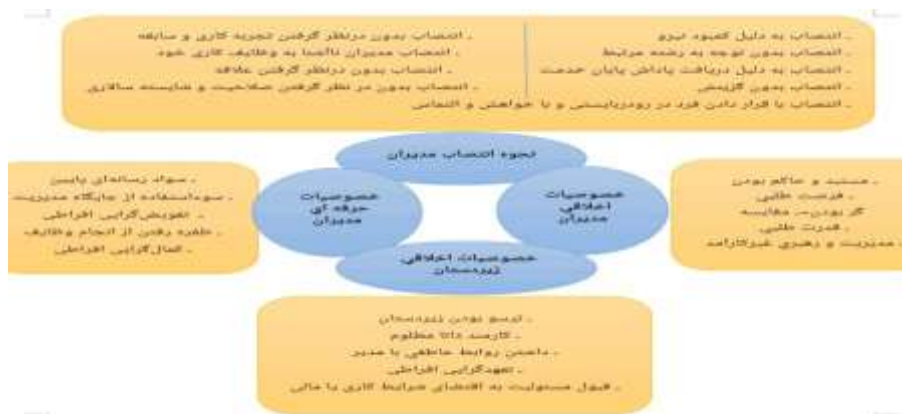 . انتصاب به دلیل کمبود نیرو
. انتصاب بدون توجه به رشته مرتبط
. انتصاب به دلیل دریافت پاداش پایان خدمت
. انتصاب بدون گزینش
. انتصاب بدون درنظر گرفتن تجربه کاری و سابقه
. انتصاب مدیران ناآشنا به وظایف کاری خود
. انتصاب بدون درنظر گرفتن علاقه
. انتصاب بدون در نظر گرفتن صلاحیت و شایسته سالاری
. انتصاب با قرار دادن فرد در رودربایستی و با خواهش و التماس
نحوه انتصاب مدیران
خصوصیات
اخلاقی
مدیران
خصوصیات
حرفه ای
مدیران
خصوصیات اخلاقی
زیردستان
. مستبد و حاکم بودن
. فرصت طلبی
گر بودن- مقایسه
. قدرت طلبی
. مدیریت و رهبری غیرکارآمد
. سواد رسانه‌ای پایین
. سوءاستفاده از جایگاه مدیریت
. تفویض‌گرایی افراطی
. طفره رفتن از انجام وظایف
. کمال‌گرایی افراطی
. ترسو بودن زیردستان
. کارمند دانا مظلوم
. داشتن روابط عاطفی با مدیر
. تعهدگرایی افراطی
. قبول مسئولیت به اقتضای شرایط کاری یا مالی